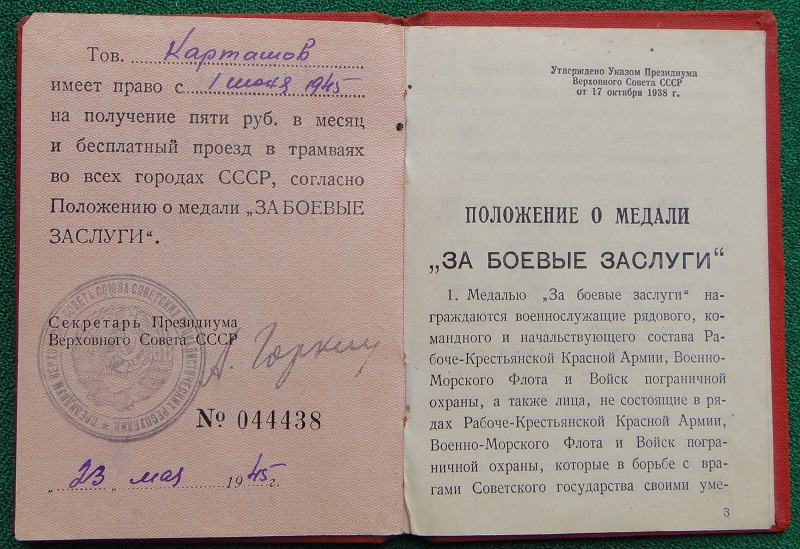 Тов. Карташов
имеет право с 1 июня 1945
на получение пяти руб. в месяц
и бесплатный проезд в трамваях
во всех городах СССР, согласно
Положению о медали „ЗА БОЕВЫЕ
ЗАСЛУГИ“.
Секретарь Президиума
Верховного Совета СССР
А. Горкин
№ 044438
„23„ мая 1945г.
Утверждено Указом Президиума
Верховного Совета СССР
от 17 октября 1938 г.
ПОЛОЖЕНИЕ О МЕДАЛИ
„ЗА БОЕВЫЕ ЗАСЛУГИ“
1. Медалью „За боевые заслуги“ на-
граждаются военнослужащие рядового, ко-
мандного и начальствующего состава Ра-
боче-Крестьянской Красной Армии, Военно-
Морского Флота и Войск пограничной
охраны, а также лица, не состоящие в ря-
дах Рабоче-Крестьянской Красной Армии,
Военно-Морского Флота и Войск погра-
ничной охраны, которые в борьбе с вра-
гами Советского государства своими уме-
3